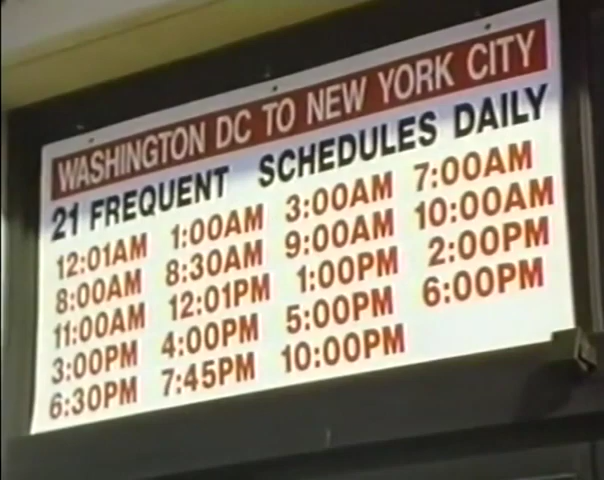 WASHINGTON DC TO NEW YORK CITY
21 FREQUENT SCHEDULES DAILY
12:01AM 1:00AM 3:00AM 7:00AM
8:00AM 8:30AM 9:00AM 10:00AM
11:00AM 12:01PM 1:00PM 2:00PM
3:00PM 4:00PM 5:00PM 6:00PM
6:30PM 7:45PM 10:00PM